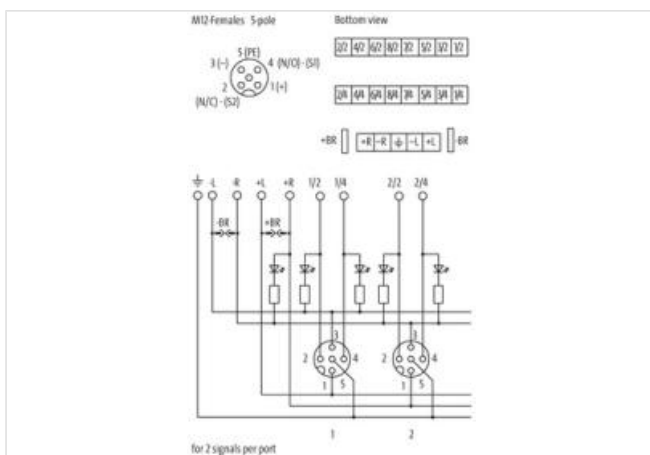 M12-Females 5-pole
Bottom view
5 (PE)
3 (−) 4 (N/O)-(S1)
2 1 (+)
(N/C)-(S2)
2/2 4/2 6/2 8/2 7/2 5/2 3/2 1/2
2/4 4/4 6/4 8/4 7/4 5/4 3/4 1/4
+BR +R −R −L +L -BR
-L -R +L +R 1/2 1/4 2/2 2/4
-BR +BR
3 3
2 4 2 4
1 5 1 5
1 2
for 2 signals per port